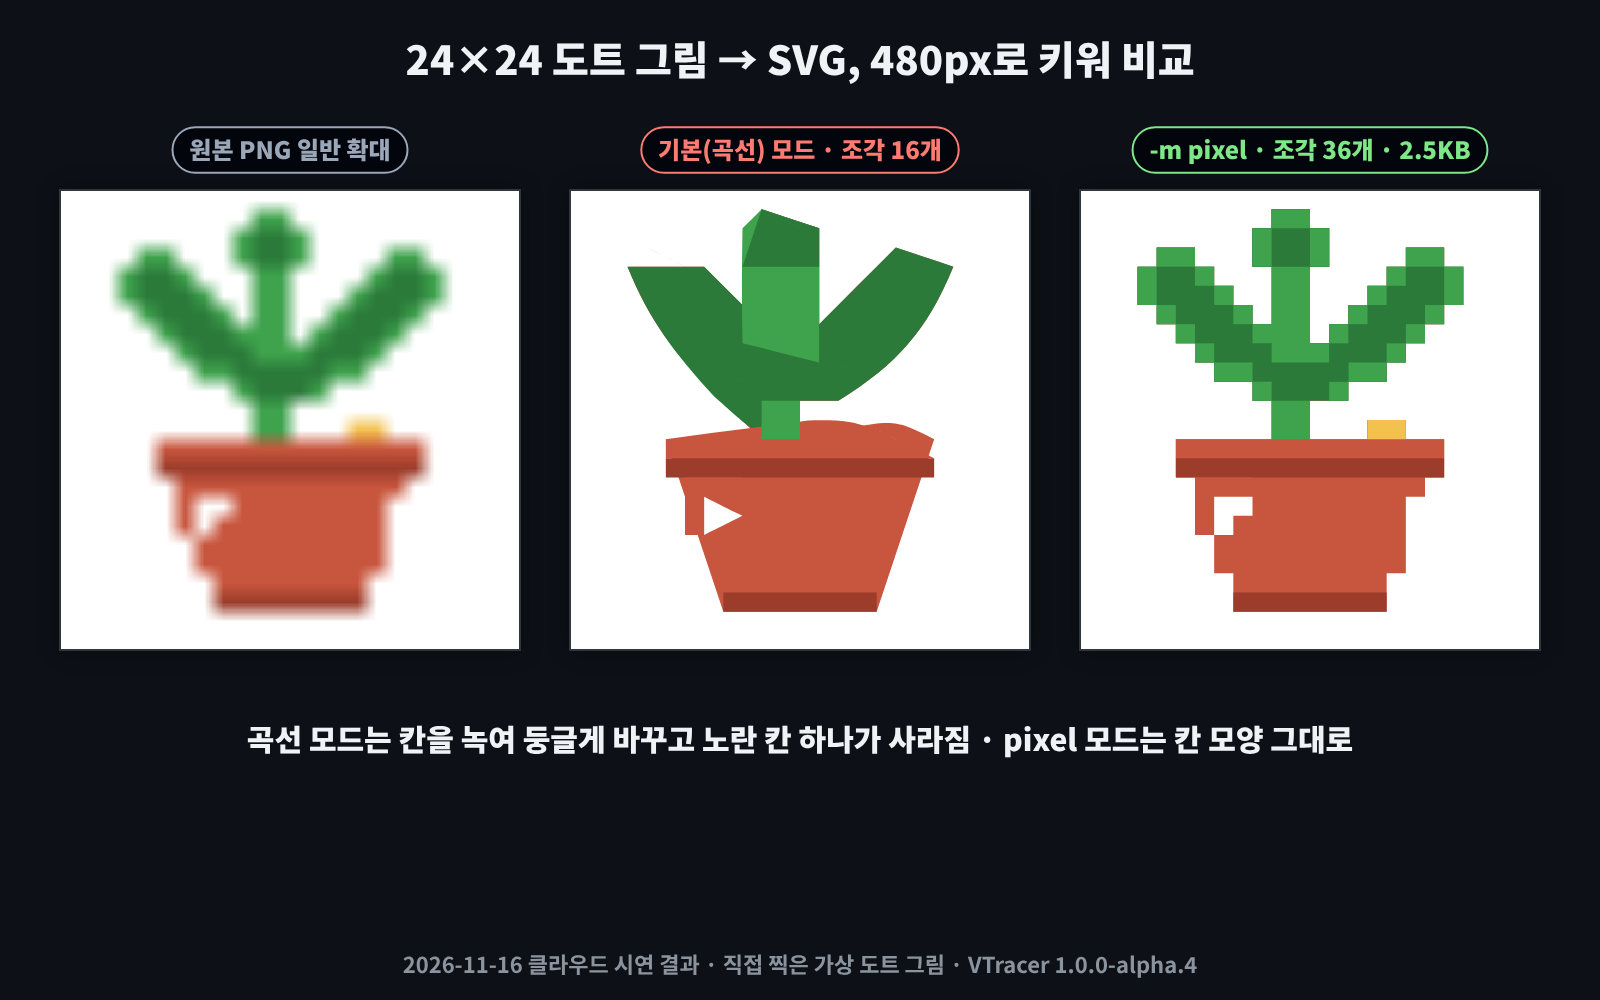 24×24 도트 그림 → SVG, 480px로 키워 비교
원본 PNG 일반 확대
기본(곡선) 모드 · 조각 16개
-m pixel · 조각 36개 · 2.5KB
곡선 모드는 칸을 녹여 둥글게 바꾸고 노란 칸 하나가 사라짐 · pixel 모드는 칸 모양 그대로
2026-11-16 클라우드 시연 결과 · 직접 찍은 가상 도트 그림 · VTracer 1.0.0-alpha.4